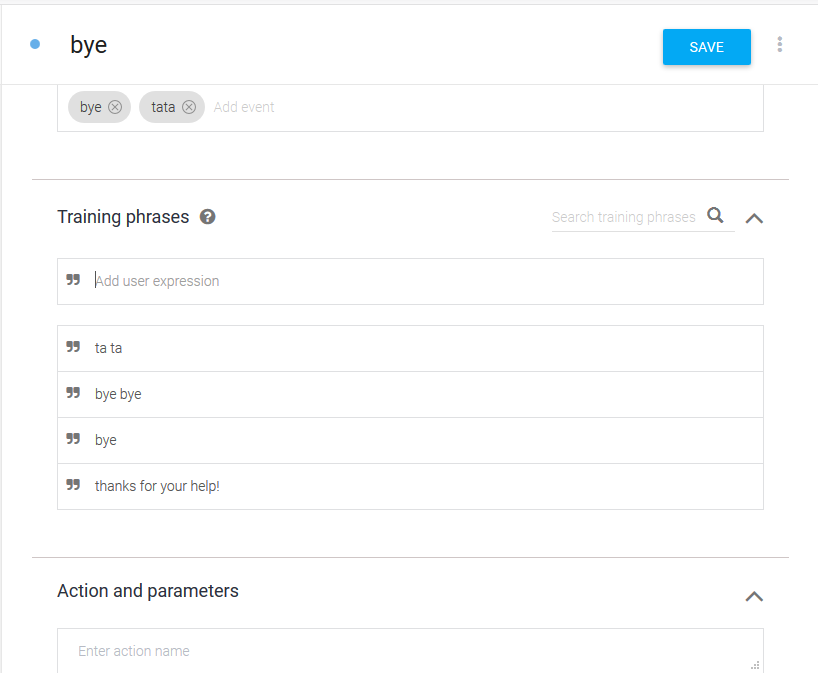 bye
SAVE
bye tata Add event
Training phrases ? Search training phrases
Add user expression
ta ta
bye bye
bye
thanks for your help!
Action and parameters
Enter action name